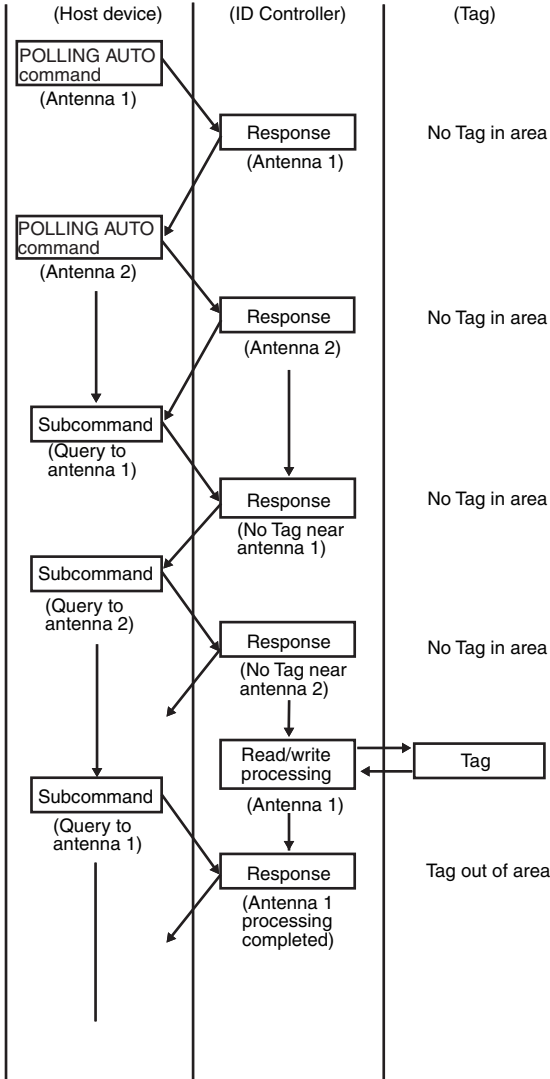 (Host device)
(ID Controller)
(Tag)
POLLING AUTO
command
(Antenna 1)
Response
No Tag in area
(Antenna 1)
POLLING AUTO
command
(Antenna 2)
Response
No Tag in area
(Antenna 2)
Subcommand
(Query to
antenna 1)
Response
No Tag in area
(No Tag near
antenna 1)
Subcommand
(Query to
antenna 2)
Response
No Tag in area
(No Tag near
antenna 2)
Read/write
processing
Tag
(Antenna 1)
Subcommand
(Query to
antenna 1)
Response
Tag out of area
(Antenna 1
processing
completed)